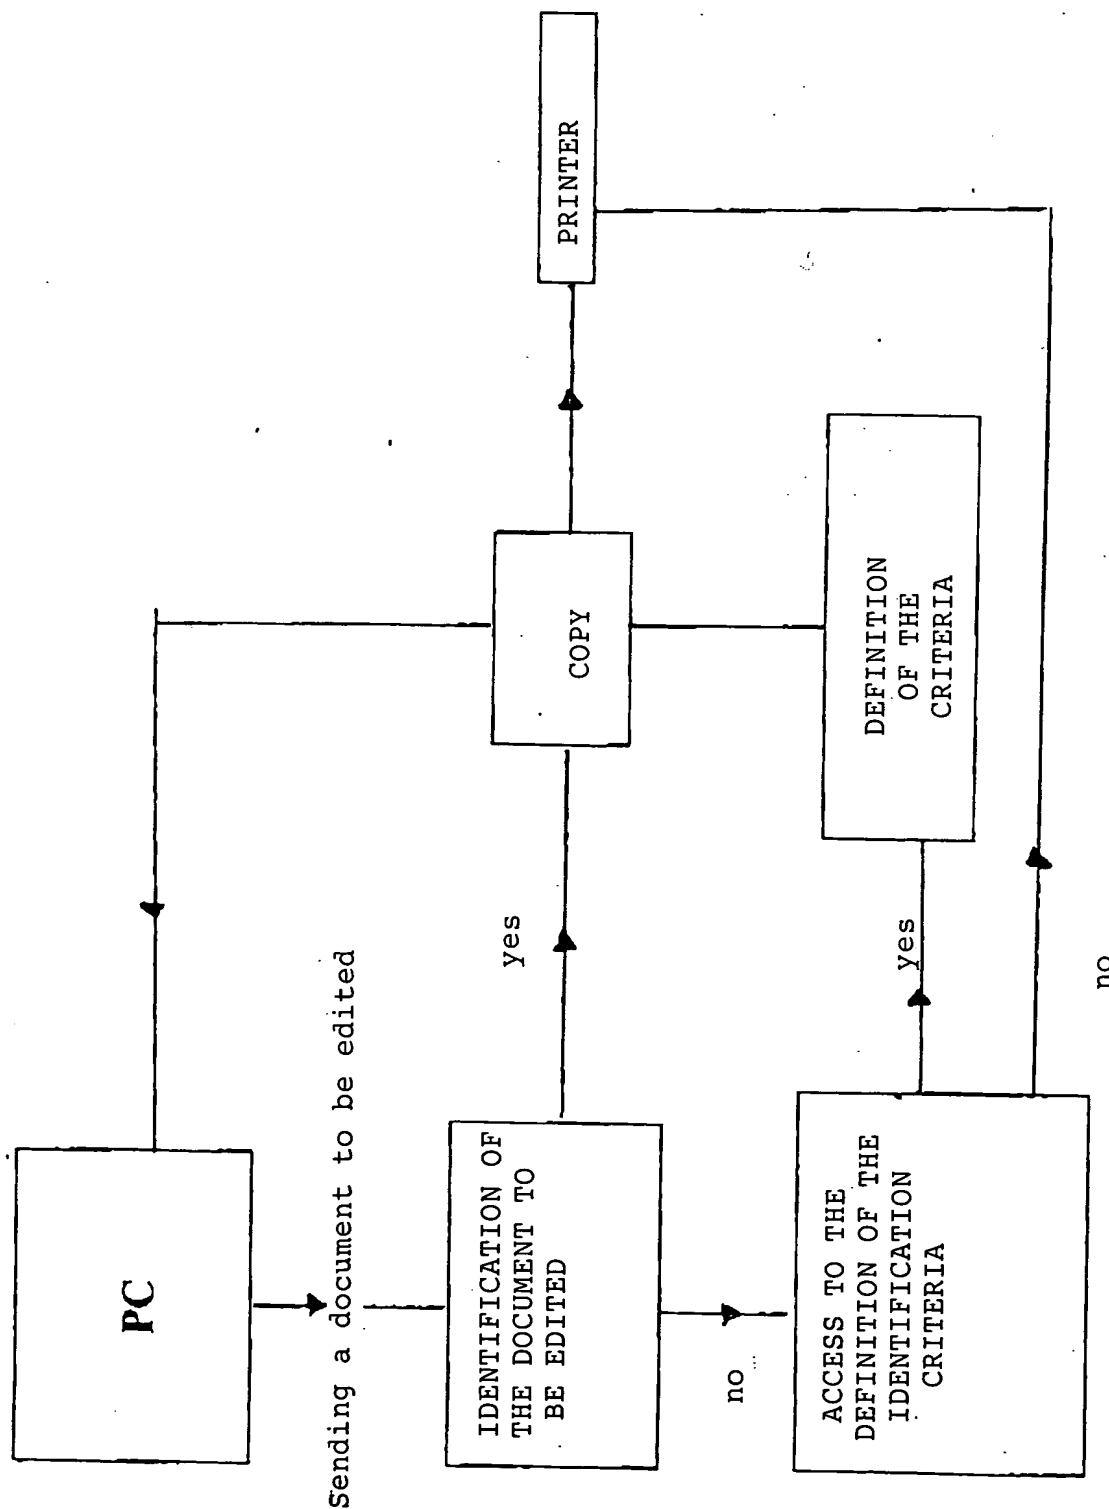 PC
Sending a document to be edited
IDENTIFICATION OF
THE DOCUMENT TO
BE EDITED
yes
COPY
PRINTER
no
ACCESS TO THE
DEFINITION OF THE
IDENTIFICATION
CRITERIA
yes
DEFINITION
OF THE
CRITERIA
no